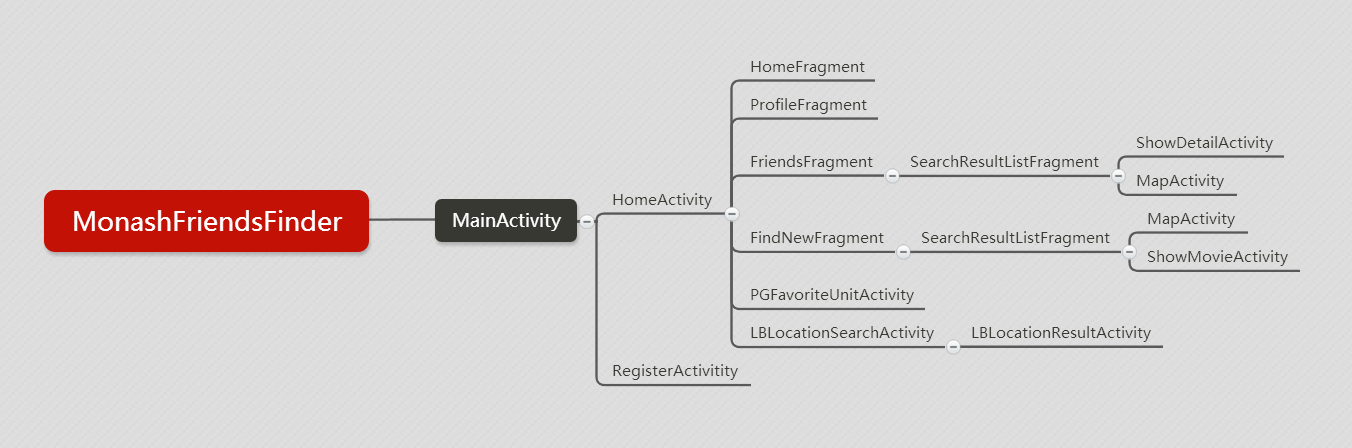 MonashFriendsFinder
MainActivity
HomeActivity
HomeFragment
ProfileFragment
FriendsFragment
SearchResultListFragment
ShowDetailActivity
MapActivity
FindNewFragment
SearchResultListFragment
MapActivity
ShowMovieActivity
PGFavoriteUnitActivity
LBLocationSearchActivity
LBLocationResultActivity
RegisterActivitity